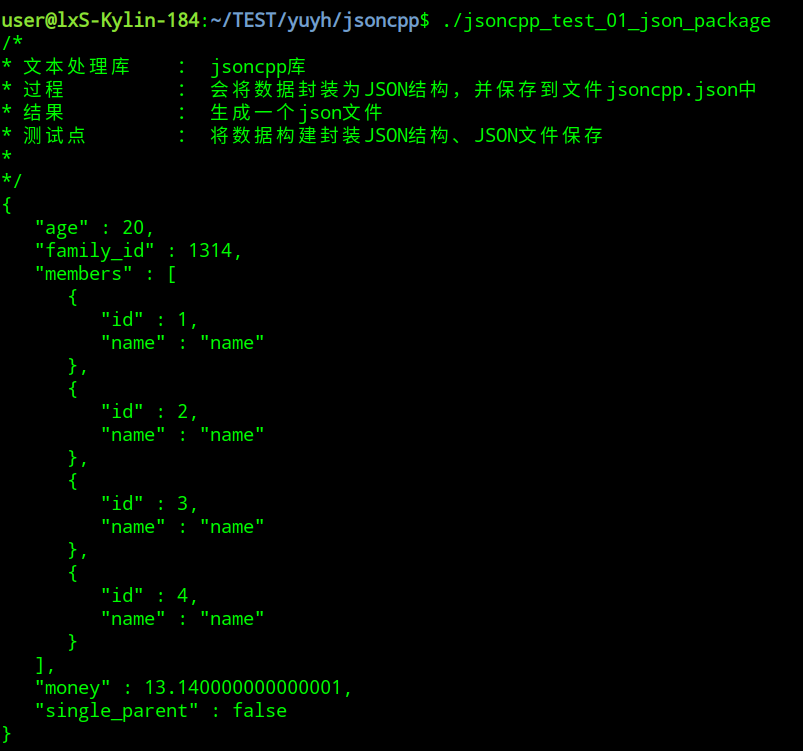 user@lxS-Kylin-184:~/TEST/yuyh/jsoncpp$ ./jsoncpp_test_01_json_package
/*
* 文本处理库    :  jsoncpp库
* 过程          :  会将数据封装为JSON结构，并保存到文件jsoncpp.json中
* 结果          :  生成一个json文件
* 测试点        :  将数据构建封装JSON结构、JSON文件保存
*
*/
{
   "age" : 20,
   "family_id" : 1314,
   "members" : [
      {
         "id" : 1,
         "name" : "name"
      },
      {
         "id" : 2,
         "name" : "name"
      },
      {
         "id" : 3,
         "name" : "name"
      },
      {
         "id" : 4,
         "name" : "name"
      }
   ],
   "money" : 13.140000000000001,
   "single_parent" : false
}